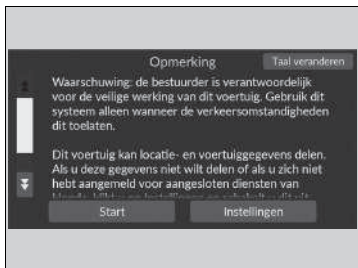 Opmerking
Taal veranderen
Waarschuwing: de bestuurder is verantwoordelijk
voor de veilige werking van dit voertuig. Gebruik dit
systeem alleen wanneer de verkeersomstandigheden
dit toelaten.
Dit voertuig kan locatie- en voertuiggegevens delen.
Als u deze gegevens niet wilt delen of als u zich niet
hebt aangemeld voor aangesloten diensten van
Start
Instellingen